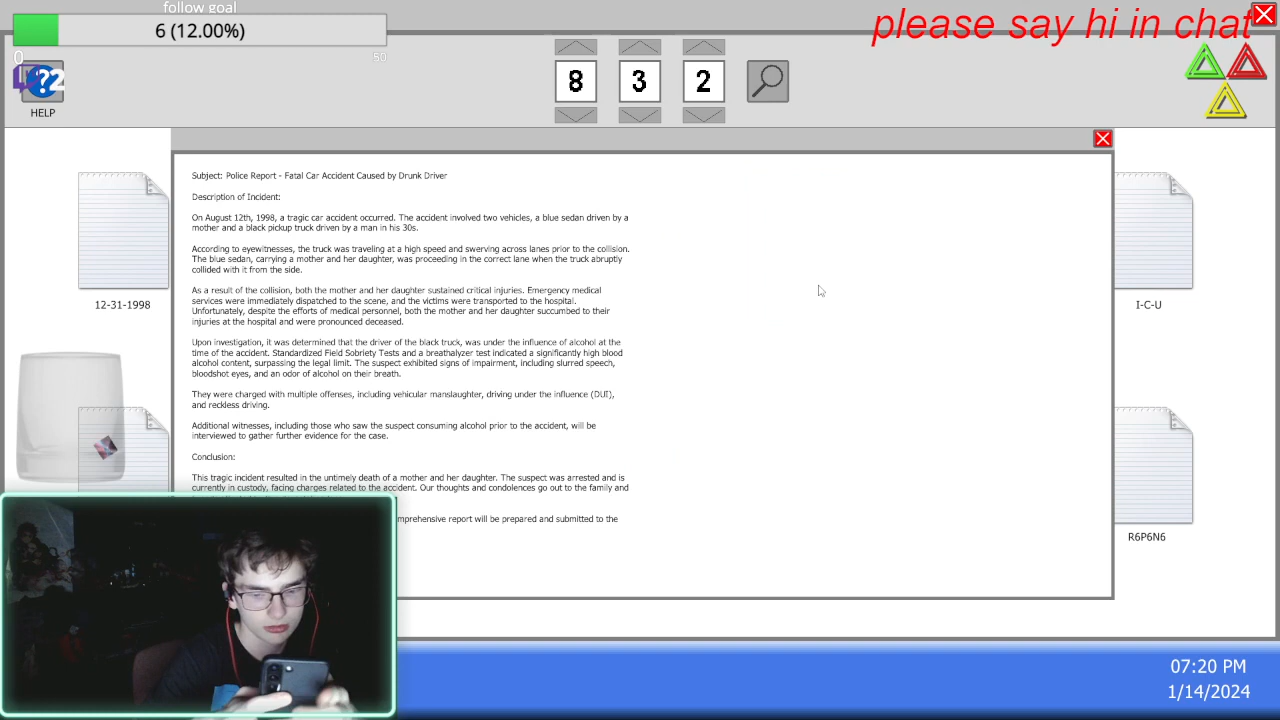 follow goal
6 (12.00%)
0
50
please say hi in chat
HELP
8 3 2
Subject: Police Report - Fatal Car Accident Caused by Drunk Driver
Description of Incident:
On August 12th, 1998, a tragic car accident occurred. The accident involved two vehicles, a blue sedan driven by a
mother and a black pickup truck driven by a man in his 30s.
According to eyewitnesses, the truck was traveling at a high speed and swerving across lanes prior to the collision.
The blue sedan, carrying a mother and her daughter, was proceeding in the correct lane when the truck abruptly
collided with it from the side.
As a result of the collision, both the mother and her daughter sustained critical injuries. Emergency medical
services were immediately dispatched to the scene, and the victims were transported to the hospital.
Unfortunately, despite the efforts of medical personnel, both the mother and her daughter succumbed to their
injuries at the hospital and were pronounced deceased.
Upon investigation, it was determined that the driver of the black truck, was under the influence of alcohol at the
time of the accident. Standardized Field Sobriety Tests and a breathalyzer test indicated a significantly high blood
alcohol content, surpassing the legal limit. The suspect exhibited signs of impairment, including slurred speech,
bloodshot eyes, and an odor of alcohol on their breath.
They were charged with multiple offenses, including vehicular manslaughter, driving under the influence (DUI),
and reckless driving.
Additional witnesses, including those who saw the suspect consuming alcohol prior to the accident, will be
interviewed to gather further evidence for the case.
Conclusion:
This tragic incident resulted in the untimely death of a mother and her daughter. The suspect was arrested and is
currently in custody, facing charges related to the accident. Our thoughts and condolences go out to the family and
mprehensive report will be prepared and submitted to the
12-31-1998
I-C-U
R6P6N6
07:20 PM
1/14/2024